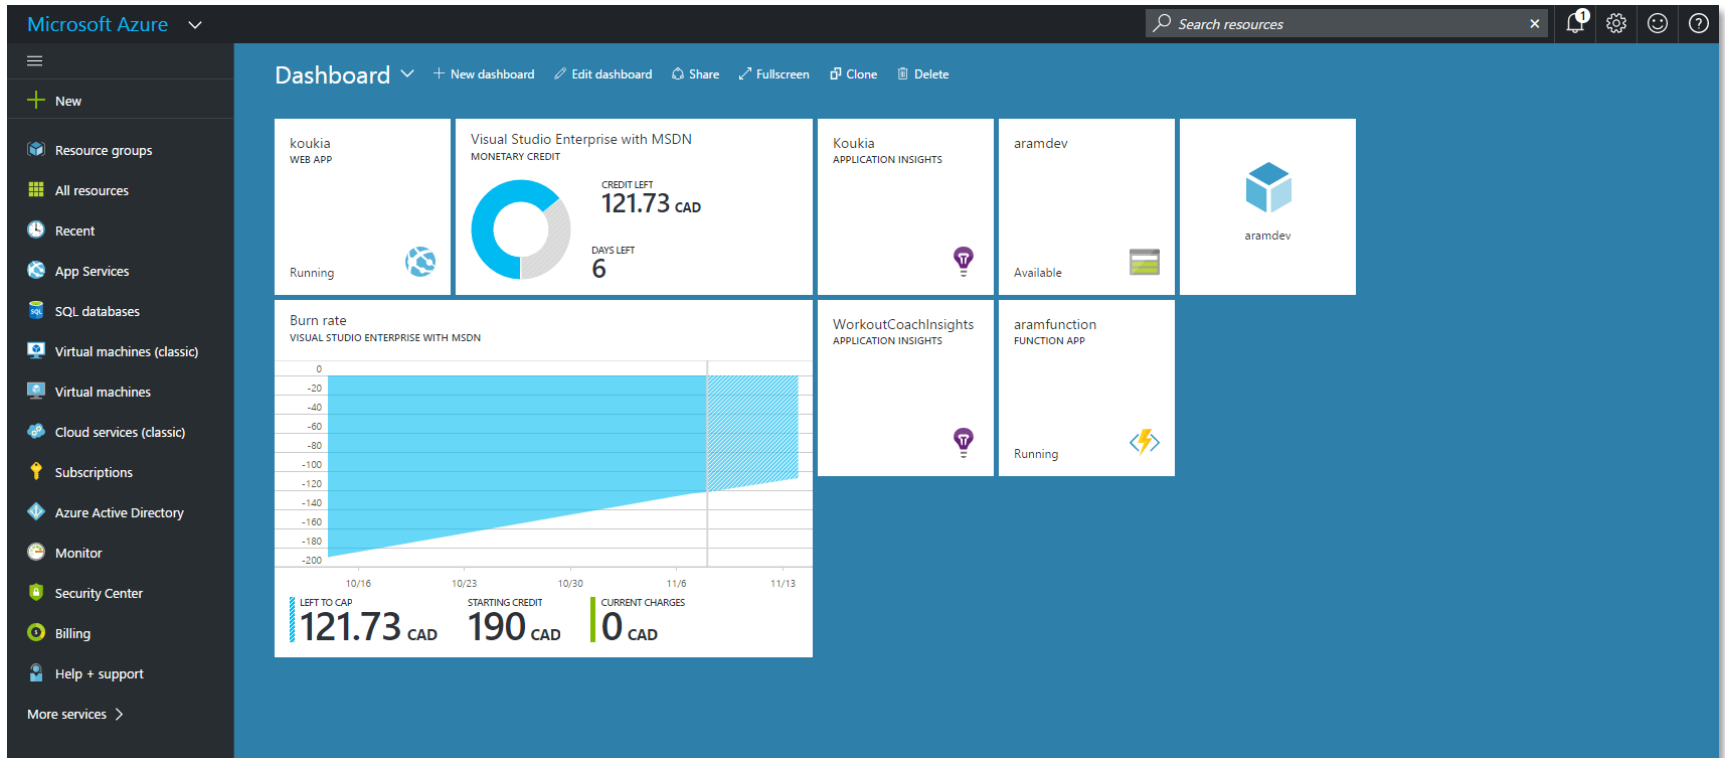 Microsoft Azure
Search resources
1
Dashboard
New dashboard
Edit dashboard
Share
Fullscreen
Clone
Delete
New
Resource groups
All resources
Recent
App Services
SQL databases
Virtual machines (classic)
Virtual machines
Cloud services (classic)
Subscriptions
Azure Active Directory
Monitor
Security Center
Billing
Help + support
More services
koukia
WEB APP
Running
Visual Studio Enterprise with MSDN
MONETARY CREDIT
CREDIT LEFT
121.73 CAD
DAYS LEFT
6
Koukia
APPLICATION INSIGHTS
aramdev
Available
aramdev
Burn rate
VISUAL STUDIO ENTERPRISE WITH MSDN
0
-20
-40
-60
-80
-100
-120
-140
-160
-180
-200
10/16 10/23 10/30 11/6 11/13
LEFT TO CAP
121.73 CAD
STARTING CREDIT
190 CAD
CURRENT CHARGES
0 CAD
WorkoutCoachInsights
APPLICATION INSIGHTS
aramfunction
FUNCTION APP
Running